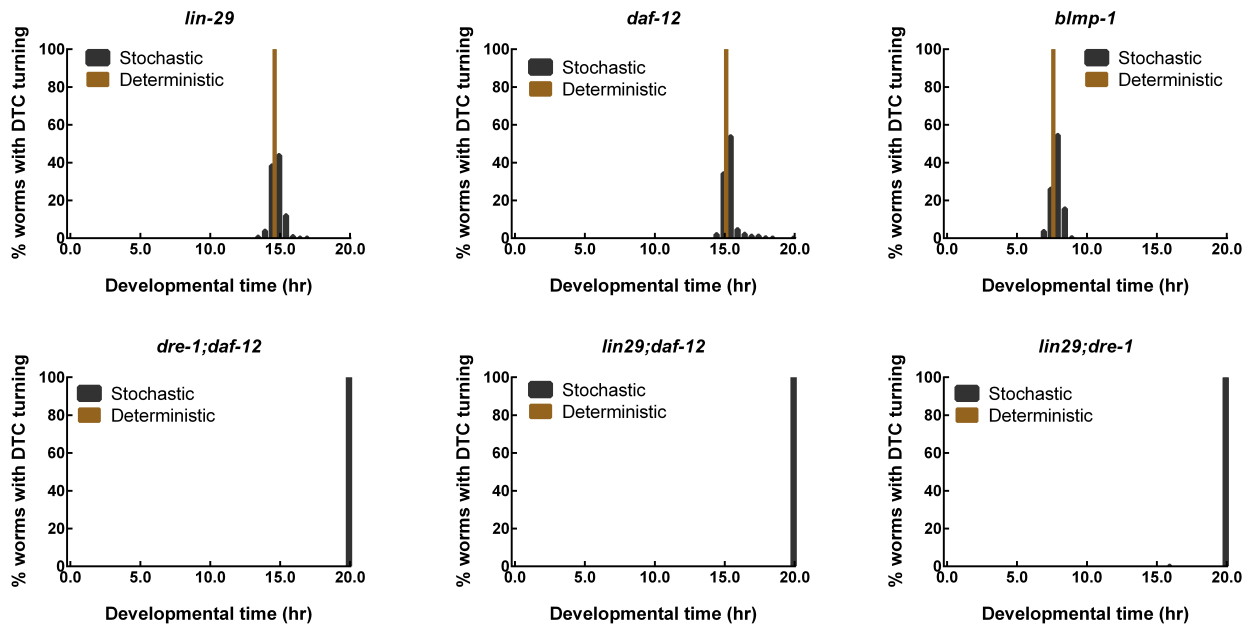 lin-29
% worms with DTC turning
100
80
60
40
20
0
Stochastic
Deterministic
0.0 5.0 10.0 15.0 20.0
Developmental time (hr)
daf-12
% worms with DTC turning
100
80
60
40
20
0
Stochastic
Deterministic
0.0 5.0 10.0 15.0 20.0
Developmental time (hr)
blmp-1
% worms with DTC turning
100
80
60
40
20
0
Stochastic
Deterministic
0.0 5.0 10.0 15.0 20.0
Developmental time (hr)
dre-1;daf-12
% worms with DTC turning
100
80
60
40
20
0
Stochastic
Deterministic
0.0 5.0 10.0 15.0 20.0
Developmental time (hr)
lin29;daf-12
% worms with DTC turning
100
80
60
40
20
0
Stochastic
Deterministic
0.0 5.0 10.0 15.0 20.0
Developmental time (hr)
lin29;dre-1
% worms with DTC turning
100
80
60
40
20
0
Stochastic
Deterministic
0.0 5.0 10.0 15.0 20.0
Developmental time (hr)